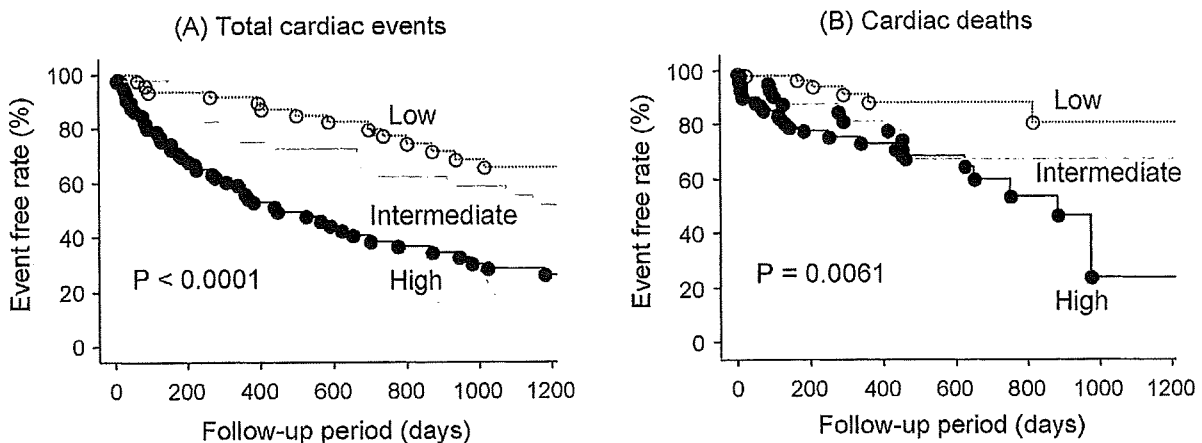 (A) Total cardiac events
Event free rate (%)
100
80
60
40
20
0
Low
Intermediate
High
P < 0.0001
0 200 400 600 800 1000 1200
Follow-up period (days)
(B) Cardiac deaths
Event free rate (%)
100
80
60
40
20
0
Low
Intermediate
High
P = 0.0061
0 200 400 600 800 1000 1200
Follow-up period (days)